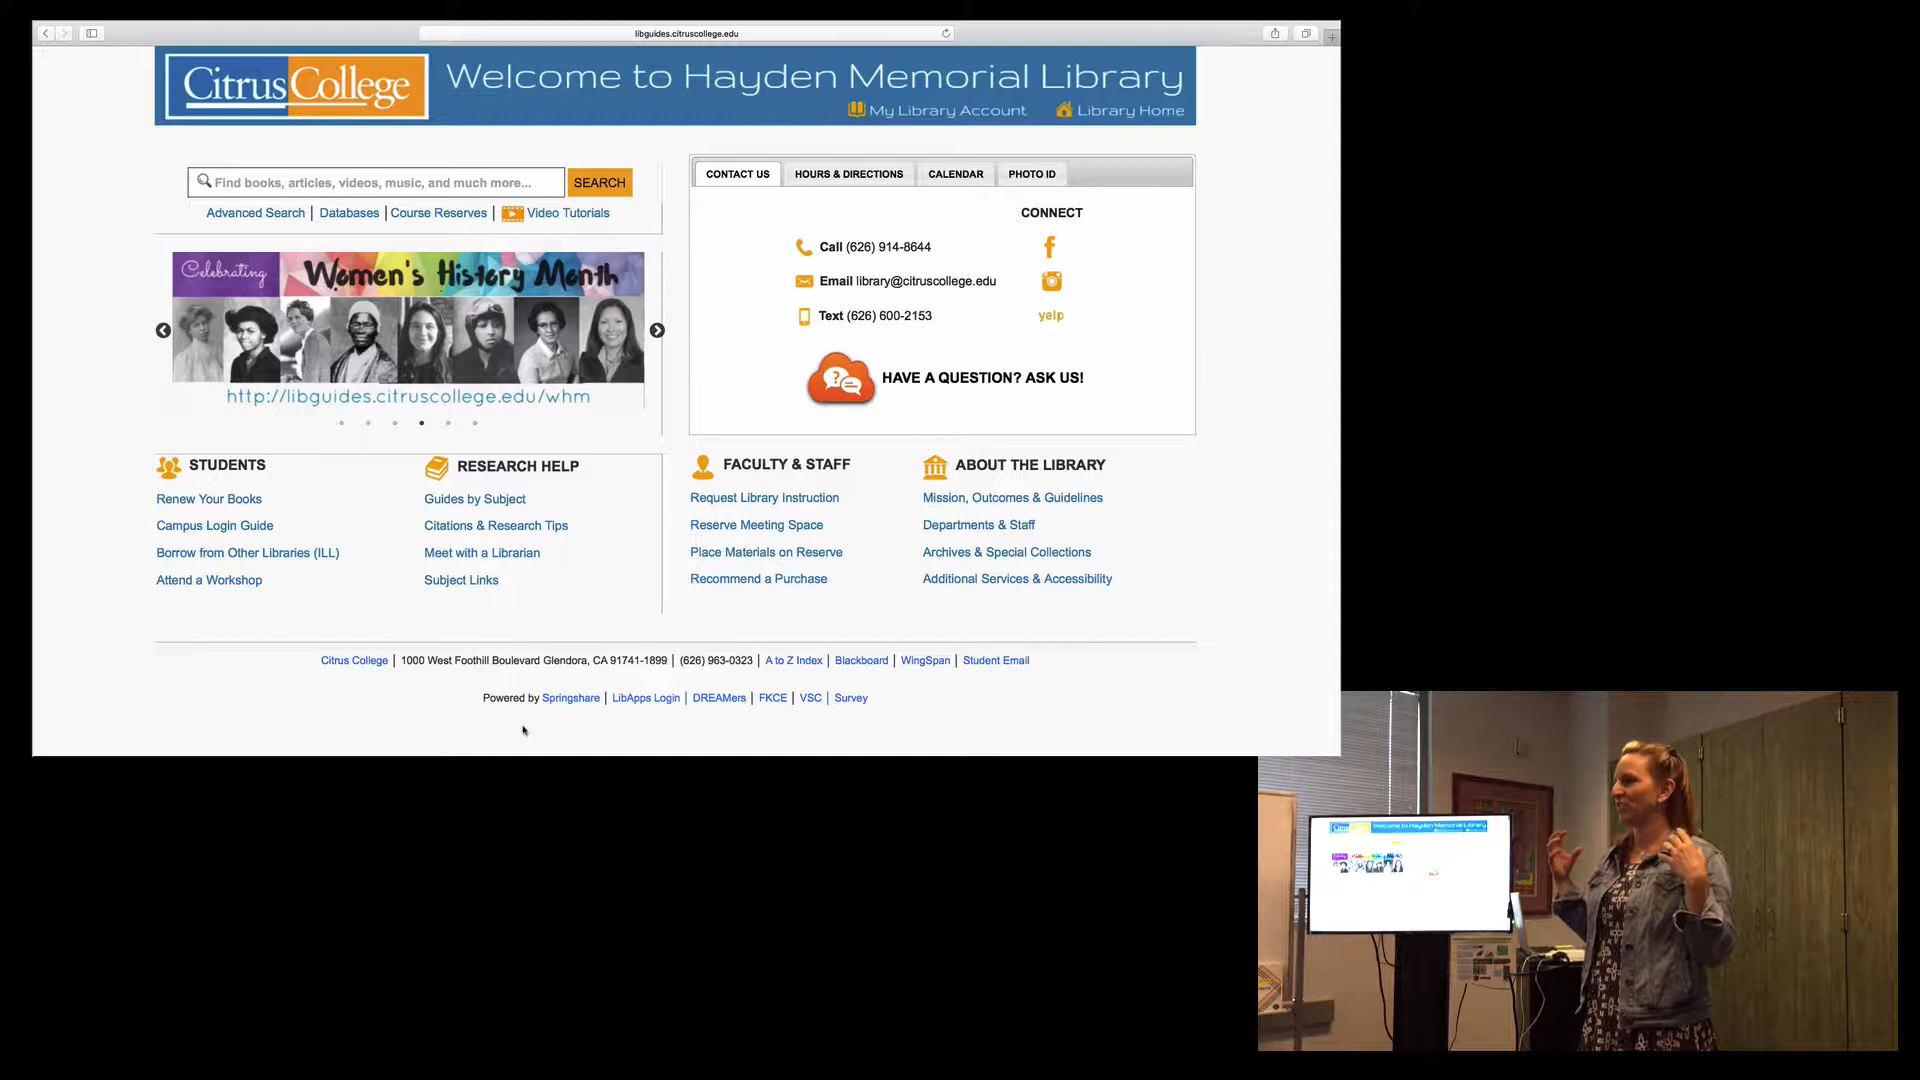 libguides.citruscollege.edu
Citrus College
Welcome to Hayden Memorial Library
My Library Account Library Home
Find books, articles, videos, music, and much more... SEARCH
Advanced Search | Databases | Course Reserves | Video Tutorials
Celebrating Women's History Month
http://libguides.citruscollege.edu/whm
CONTACT US HOURS & DIRECTIONS CALENDAR PHOTO ID
CONNECT
Call (626) 914-8644
Email library@citruscollege.edu
Text (626) 600-2153
yelp
HAVE A QUESTION? ASK US!
STUDENTS
Renew Your Books
Campus Login Guide
Borrow from Other Libraries (ILL)
Attend a Workshop
RESEARCH HELP
Guides by Subject
Citations & Research Tips
Meet with a Librarian
Subject Links
FACULTY & STAFF
Request Library Instruction
Reserve Meeting Space
Place Materials on Reserve
Recommend a Purchase
ABOUT THE LIBRARY
Mission, Outcomes & Guidelines
Departments & Staff
Archives & Special Collections
Additional Services & Accessibility
Citrus College | 1000 West Foothill Boulevard Glendora, CA 91741-1899 | (626) 963-0323 | A to Z Index | Blackboard | WingSpan | Student Email
Powered by Springshare | LibApps Login | DREAMers | FKCE | VSC | Survey
Welcome to Hayden Memorial Library